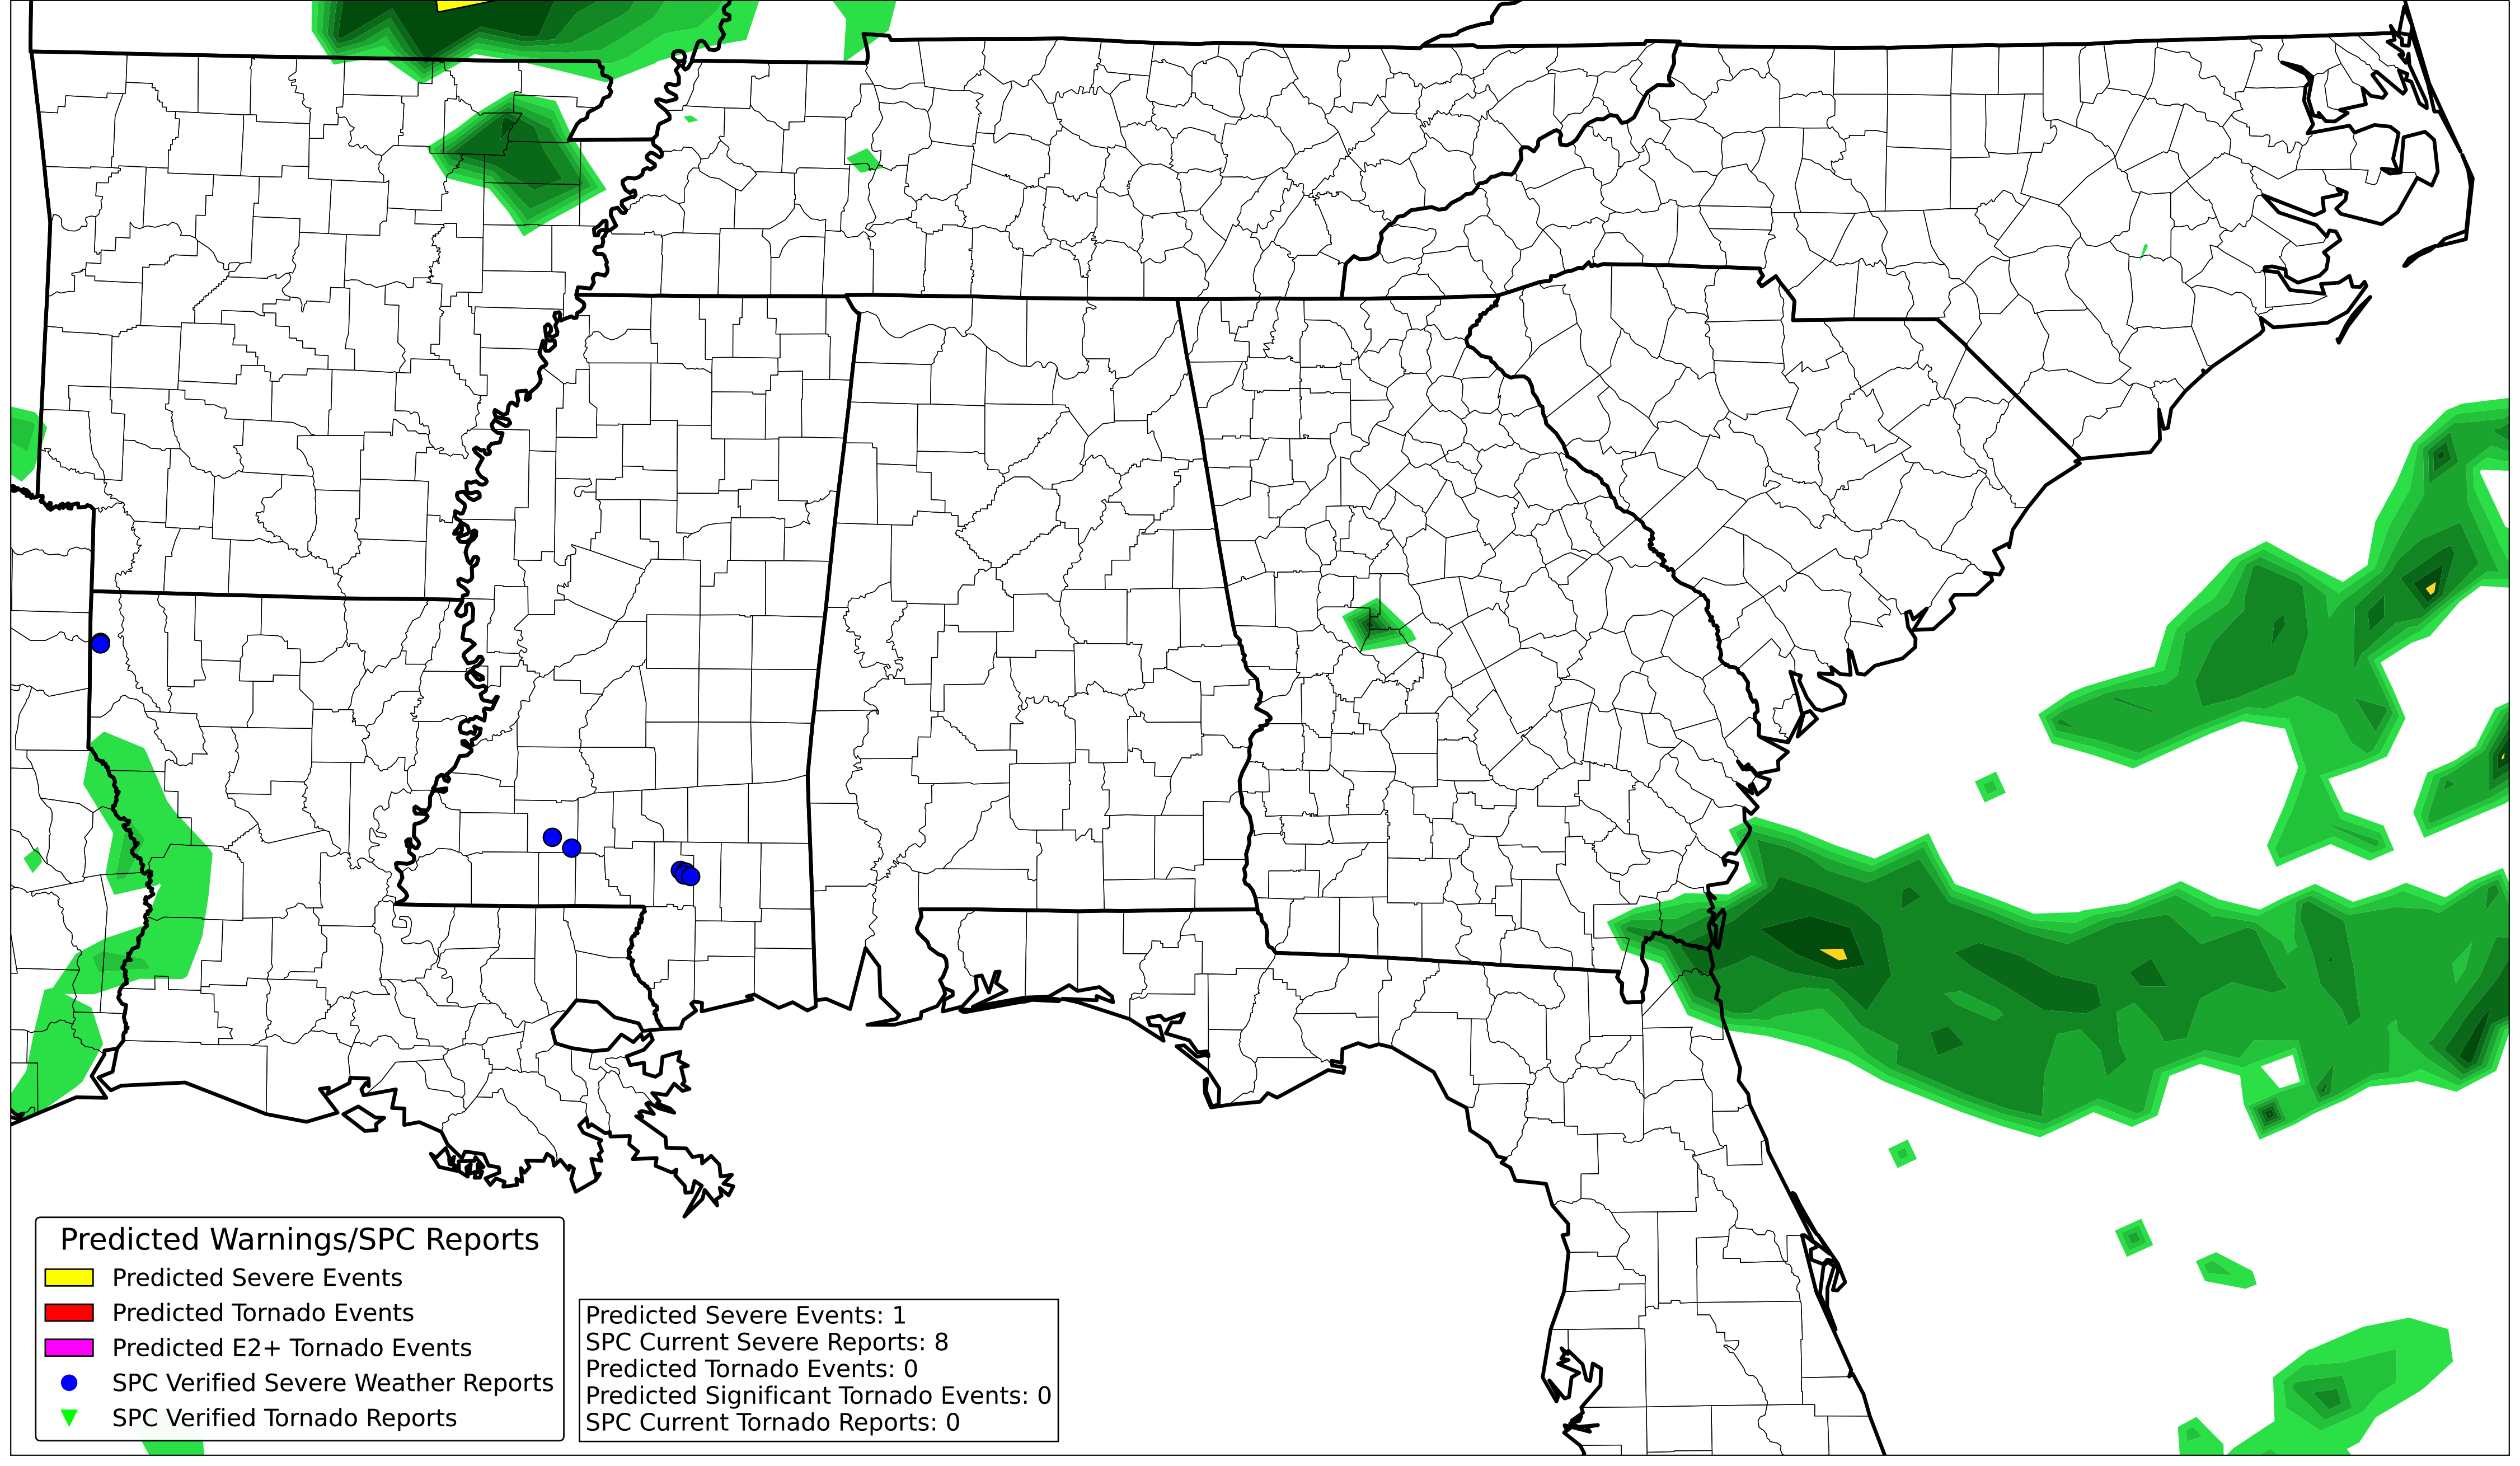 Predicted Warnings/SPC Reports
Predicted Severe Events
Predicted Tornado Events
Predicted E2+ Tornado Events
SPC Verified Severe Weather Reports
SPC Verified Tornado Reports
Predicted Severe Events: 1
SPC Current Severe Reports: 8
Predicted Tornado Events: 0
Predicted Significant Tornado Events: 0
SPC Current Tornado Reports: 0